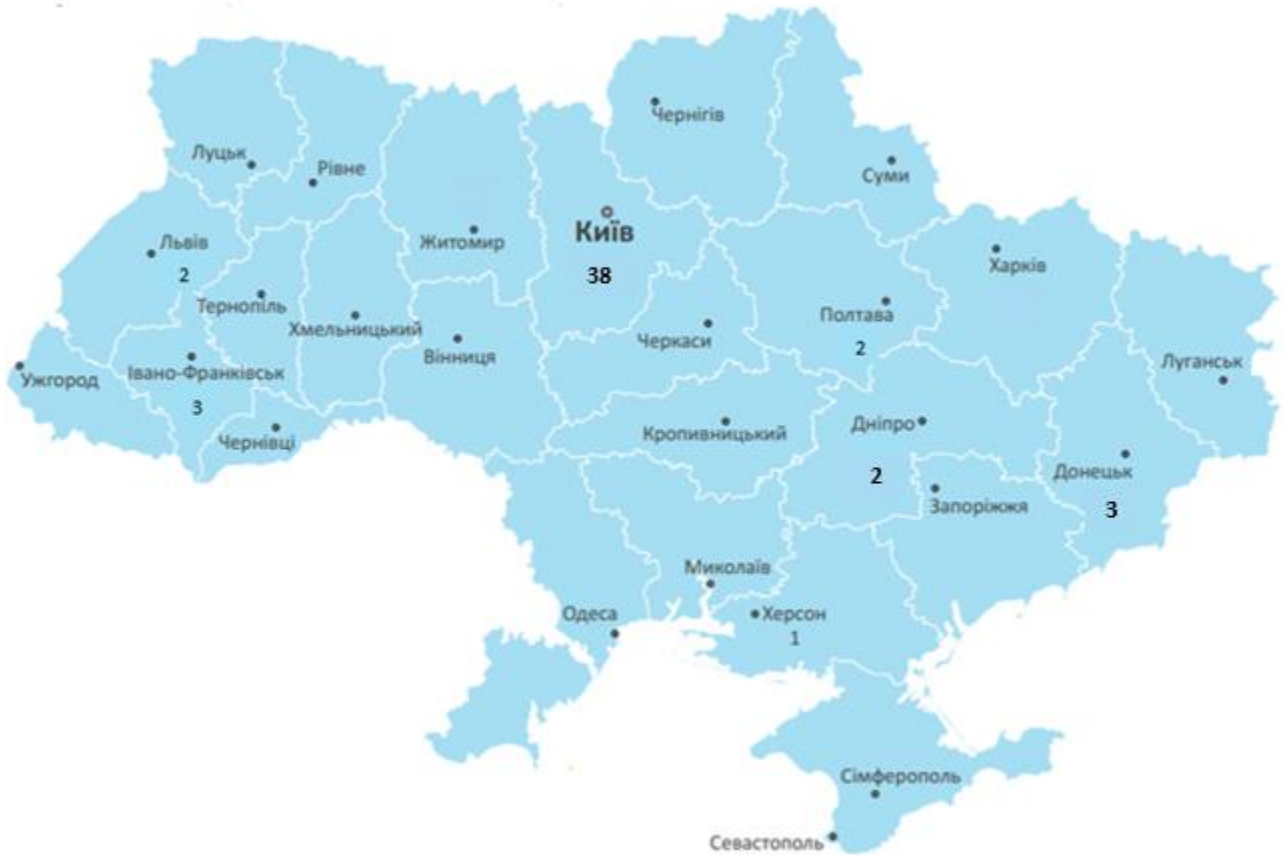 Чернігів
Луцьк
Рівне
Суми
Київ
38
Житомир
Львів
2
Харків
Тернопіль
Хмельницький
Полтава
2
Черкаси
Вінниця
Луганськ
Ужгород
Івано-Франківськ
3
Чернівці
Кропивницький
Дніпро
2
Донецьк
3
Запоріжжя
Миколаїв
Одеса
Херсон
1
Сімферополь
Севастополь